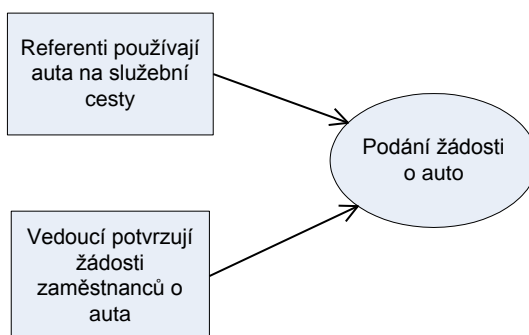 Referenti používají
auta na služební
cesty
Podání žádosti
o auto
Vedoucí potvrzují
žádosti
zaměstnanců o
auta